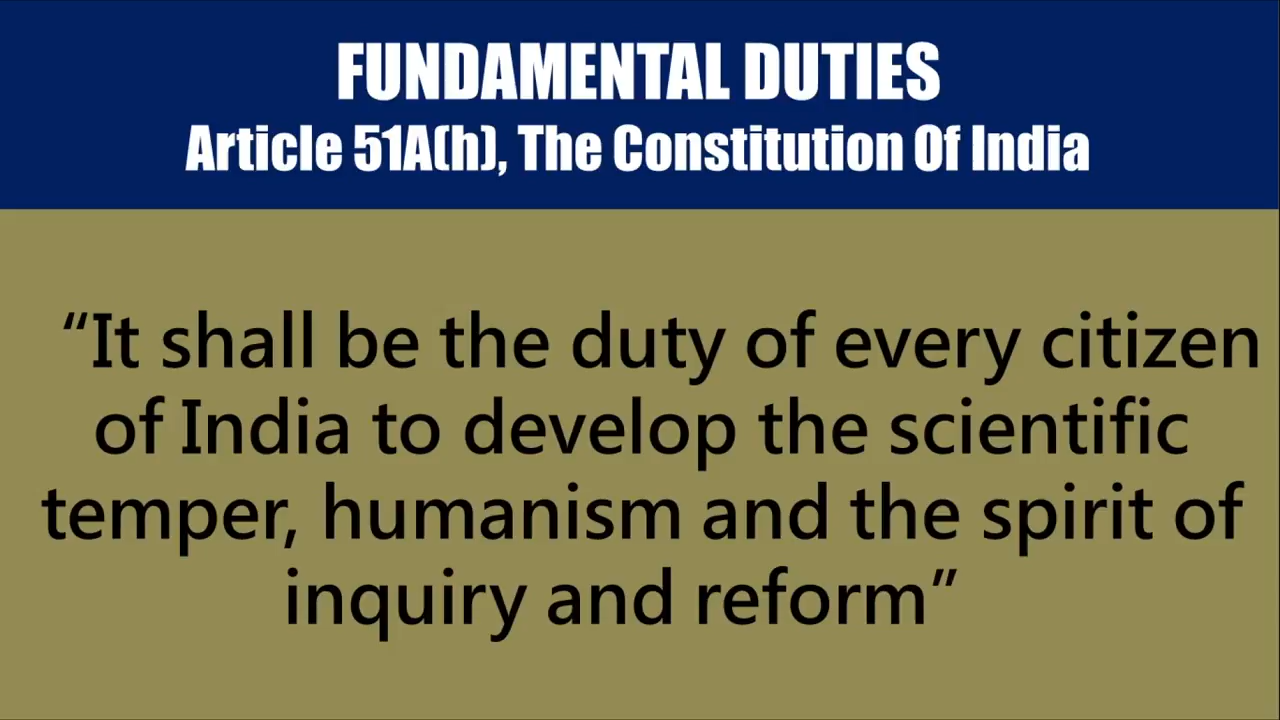 FUNDAMENTAL DUTIES
Article 51A(h), The Constitution Of India
“It shall be the duty of every citizen
of India to develop the scientific
temper, humanism and the spirit of
inquiry and reform”